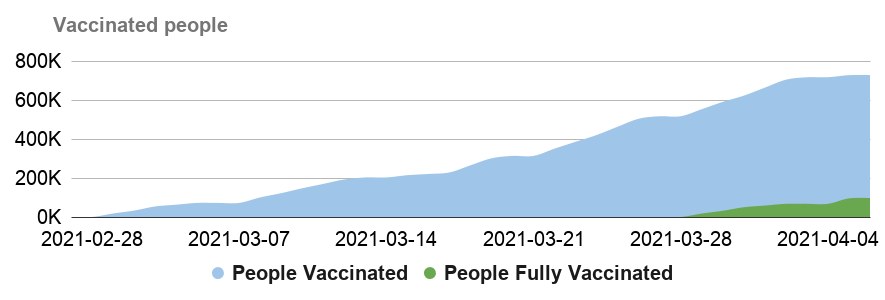 Vaccinated people
800K
600K
400K
200K
0K
2021-02-28 2021-03-07 2021-03-14 2021-03-21 2021-03-28 2021-04-04
People Vaccinated People Fully Vaccinated